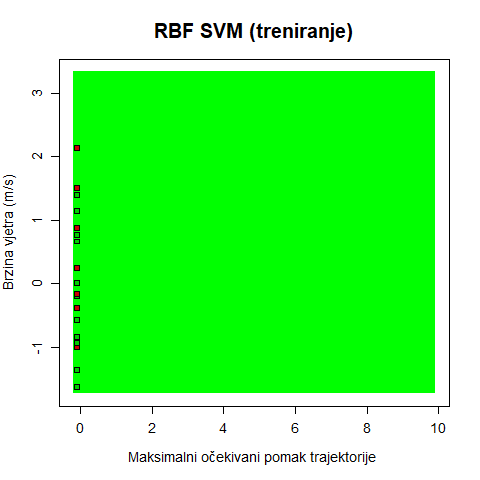 RBF SVM (treniranje)
3
2
1
0
-1
Brzina vjetra (m/s)
0 2 4 6 8 10
Maksimalni očekivani pomak trajektorije